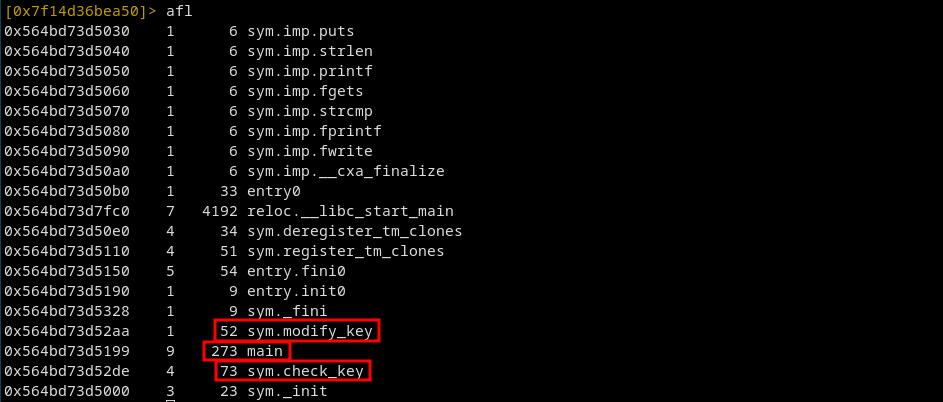 [0x7f14d36bea50]> afl
0x564bd73d5030    1      6 sym.imp.puts
0x564bd73d5040    1      6 sym.imp.strlen
0x564bd73d5050    1      6 sym.imp.printf
0x564bd73d5060    1      6 sym.imp.fgets
0x564bd73d5070    1      6 sym.imp.strcmp
0x564bd73d5080    1      6 sym.imp.fprintf
0x564bd73d5090    1      6 sym.imp.fwrite
0x564bd73d50a0    1      6 sym.imp.__cxa_finalize
0x564bd73d50b0    1     33 entry0
0x564bd73d7fc0    7   4192 reloc.__libc_start_main
0x564bd73d50e0    4     34 sym.deregister_tm_clones
0x564bd73d5110    4     51 sym.register_tm_clones
0x564bd73d5150    5     54 entry.fini0
0x564bd73d5190    1      9 entry.init0
0x564bd73d5328    1      9 sym._fini
0x564bd73d52aa    1     52 sym.modify_key
0x564bd73d5199    9    273 main
0x564bd73d52de    4     73 sym.check_key
0x564bd73d5000    3     23 sym._init